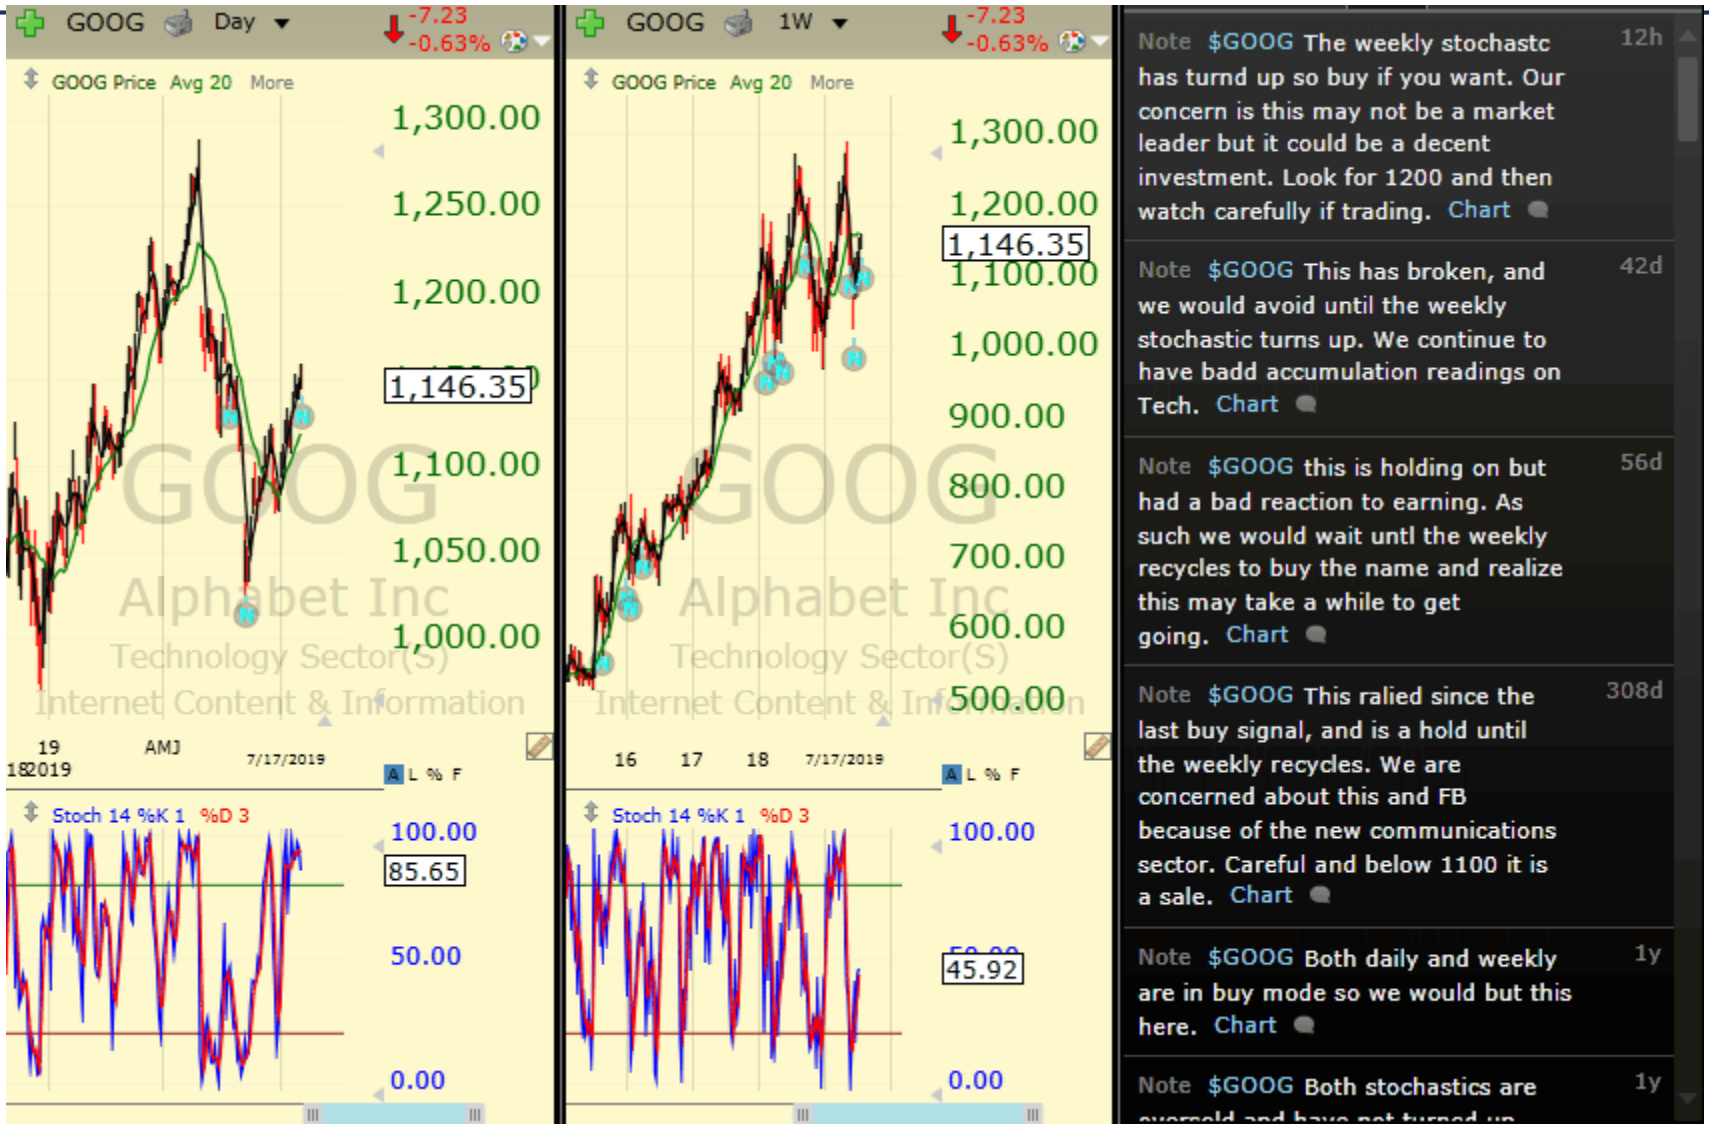 GOOG Day
-7.23
-0.63%
GOOG Price Avg 20 More
1,300.00
1,250.00
1,200.00
1,146.35
1,100.00
1,050.00
1,000.00
GOOG
Alphabet Inc
Technology Sector(S)
Internet Content & Information
19 AMJ 7/17/2019
182019
A L % F
Stoch 14 %K 1 %D 3
100.00
85.65
50.00
0.00
N
N
N
GOOG 1W
-7.23
-0.63%
GOOG Price Avg 20 More
1,300.00
1,200.00
1,146.35
1,100.00
1,000.00
900.00
800.00
700.00
600.00
500.00
GOOG
Alphabet Inc
Technology Sector(S)
Internet Content & Information
16 17 18 7/17/2019
A L % F
Stoch 14 %K 1 %D 3
100.00
50.00
45.92
0.00
N
N
N
N
N
N
N
N
N
Note $GOOG The weekly stochastc 12h
has turnd up so buy if you want. Our
concern is this may not be a market
leader but it could be a decent
investment. Look for 1200 and then
watch carefully if trading. Chart
Note $GOOG This has broken, and 42d
we would avoid until the weekly
stochastic turns up. We continue to
have badd accumulation readings on
Tech. Chart
Note $GOOG this is holding on but 56d
had a bad reaction to earning. As
such we would wait untl the weekly
recycles to buy the name and realize
this may take a while to get
going. Chart
Note $GOOG This ralied since the 308d
last buy signal, and is a hold until
the weekly recycles. We are
concerned about this and FB
because of the new communications
sector. Careful and below 1100 it is
a sale. Chart
Note $GOOG Both daily and weekly 1y
are in buy mode so we would but this
here. Chart
Note $GOOG Both stochastics are 1y
oversold and have not turned up